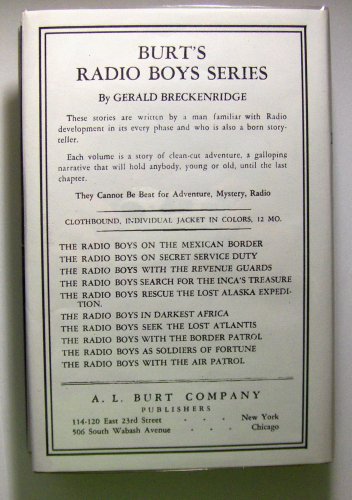 BURT'S
RADIO BOYS SERIES
By GERALD BRECKENRIDGE
These stories are written by a man familiar with Radio
development in its every phase and who is also a born story-
teller.
Each volume is a story of clean-cut adventure, a galloping
narrative that will hold anybody, young or old, until the last
chapter.
They Cannot Be Beat for Adventure, Mystery, Radio
CLOTHBOUND, INDIVIDUAL JACKET IN COLORS, 12 MO.
THE RADIO BOYS ON THE MEXICAN BORDER
THE RADIO BOYS ON SECRET SERVICE DUTY
THE RADIO BOYS WITH THE REVENUE GUARDS
THE RADIO BOYS SEARCH FOR THE INCA'S TREASURE
THE RADIO BOYS RESCUE THE LOST ALASKA EXPEDI-
TION.
THE RADIO BOYS IN DARKEST AFRICA
THE RADIO BOYS SEEK THE LOST ATLANTIS
THE RADIO BOYS WITH THE BORDER PATROL
THE RADIO BOYS AS SOLDIERS OF FORTUNE
THE RADIO BOYS WITH THE AIR PATROL
A. L. BURT COMPANY
PUBLISHERS
114-120 East 23rd Street . . . New York
506 South Wabash Avenue . . . Chicago